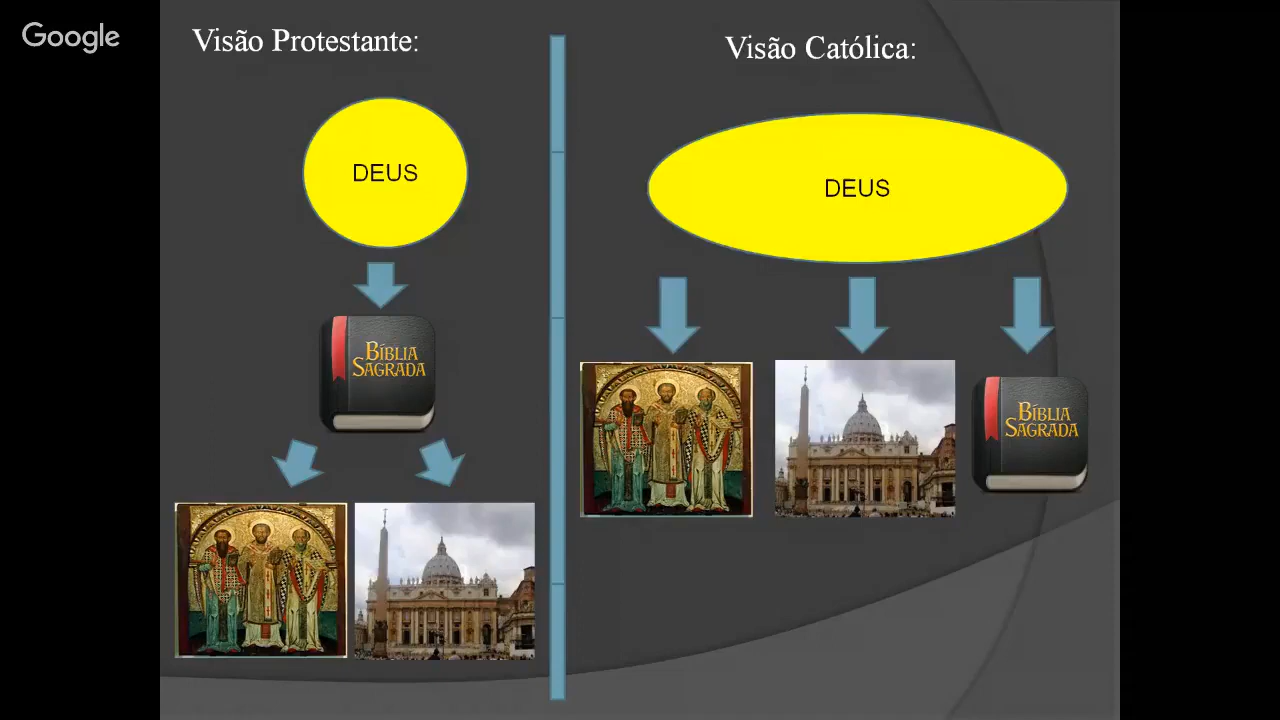 Google
Visão Protestante:
Visão Católica:
DEUS
DEUS
BÍBLIA
SAGRADA
BÍBLIA
SAGRADA